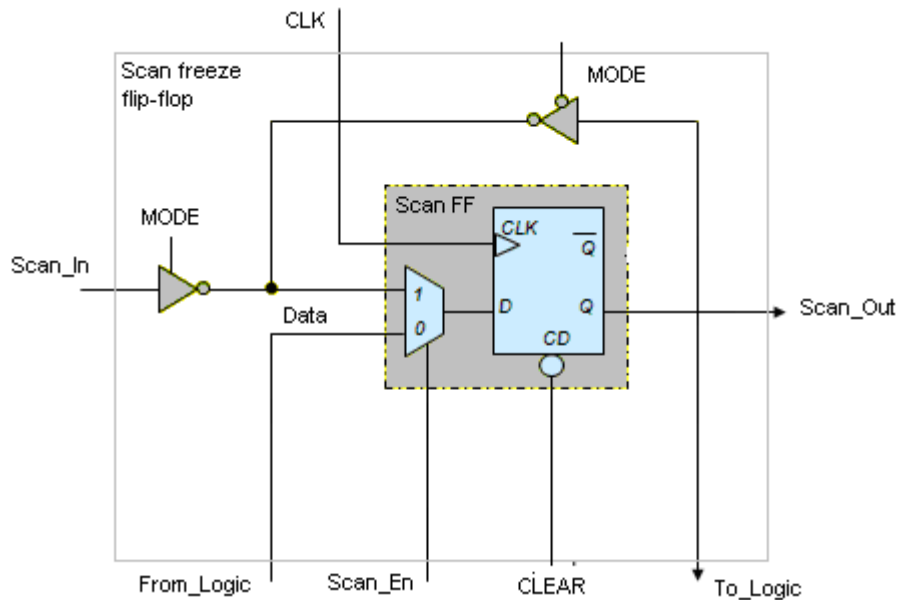 CLK
Scan freeze
flip-flop
MODE
Scan FF
MODE
CLK
Q
Scan_In
1
Data
0
D
Q
Scan_Out
CD
From_Logic
Scan_En
CLEAR
To_Logic